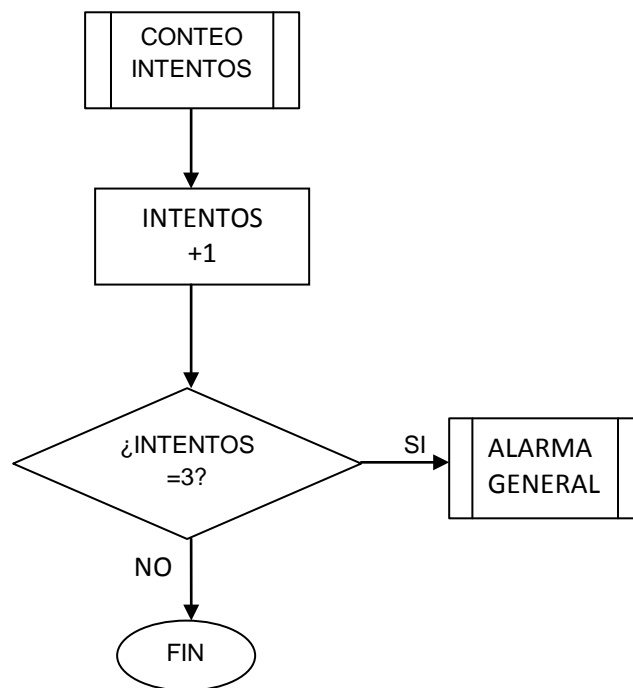 CONTEO
INTENTOS
INTENTOS
+1
¿INTENTOS
=3?
SI
ALARMA
GENERAL
NO
FIN